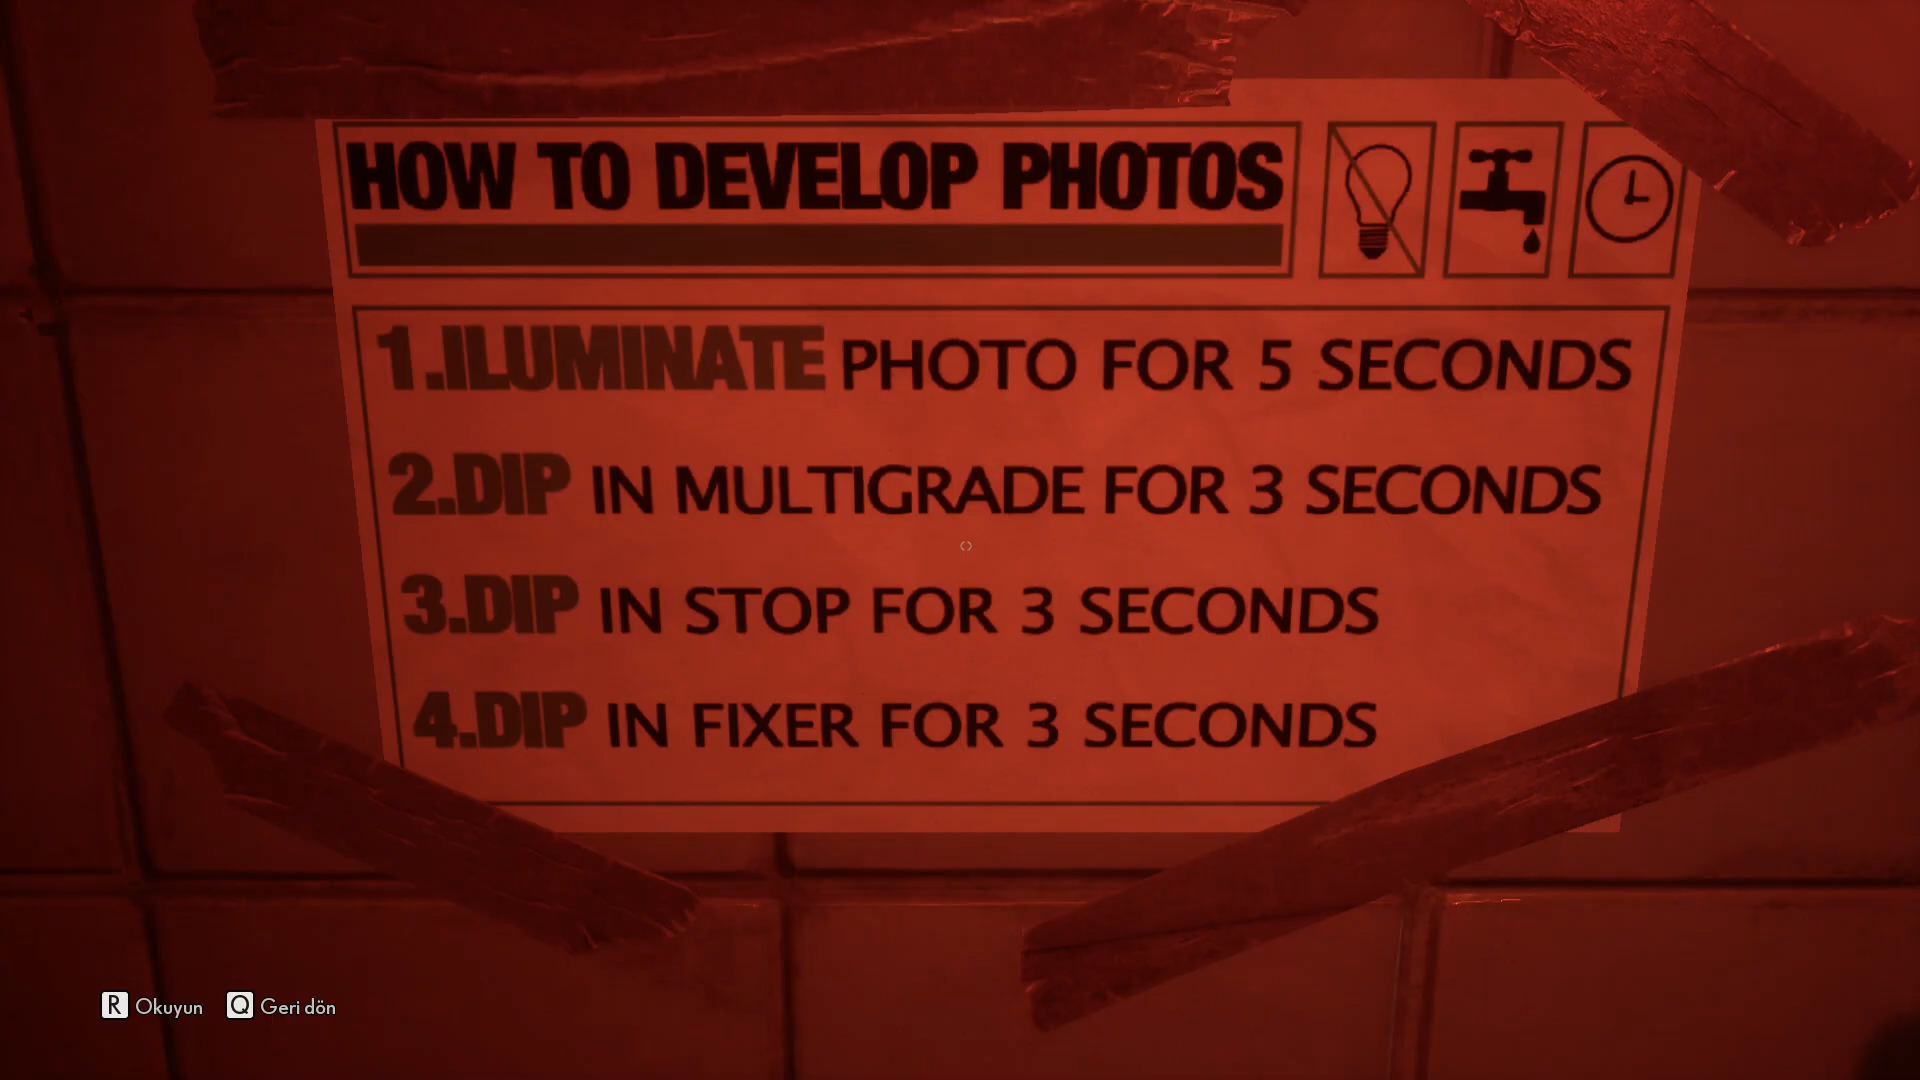 HOW TO DEVELOP PHOTOS
1.ILUMINATE PHOTO FOR 5 SECONDS
2.DIP IN MULTIGRADE FOR 3 SECONDS
3.DIP IN STOP FOR 3 SECONDS
4.DIP IN FIXER FOR 3 SECONDS
R Okuyun Q Geri dön